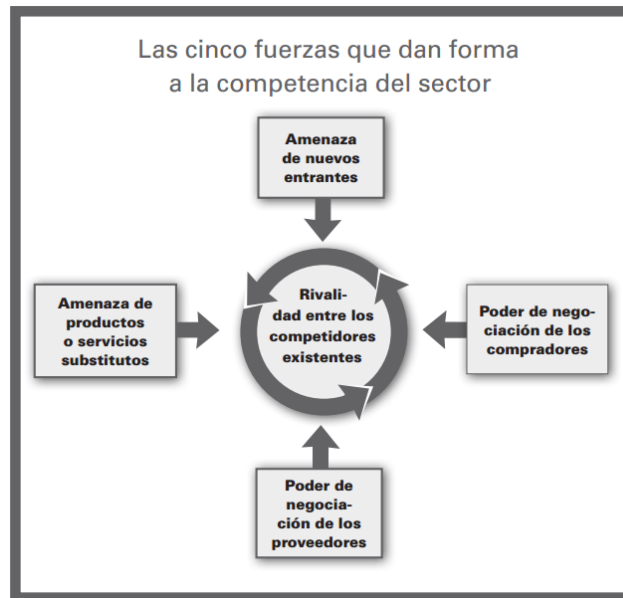 Las cinco fuerzas que dan forma
a la competencia del sector
Amenaza
de nuevos
entrantes
Amenaza de
productos
o servicios
substitutos
Rivali-
dad entre los
competidores
existentes
Poder de nego-
ciación de los
compradores
Poder de
negocia-
ción de los
proveedores